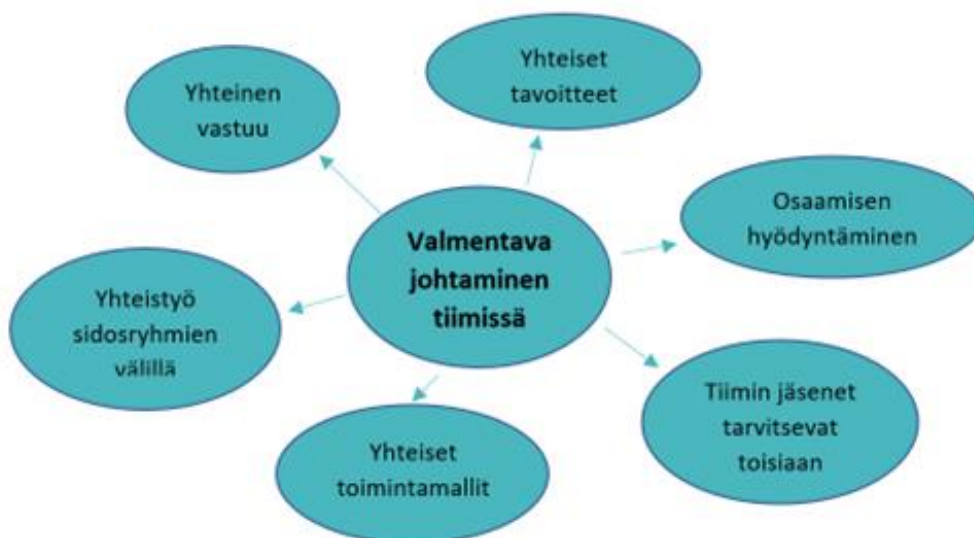 Yhteiset
tavoitteet
Yhteinen
vastuu
Osaamisen
hyödyntäminen
Valmentava
johtaminen
tiimissä
Yhteistyö
sidosryhmien
välillä
Tiimin jäsenet
tarvitsevat
toisiaan
Yhteiset
toimintamallit